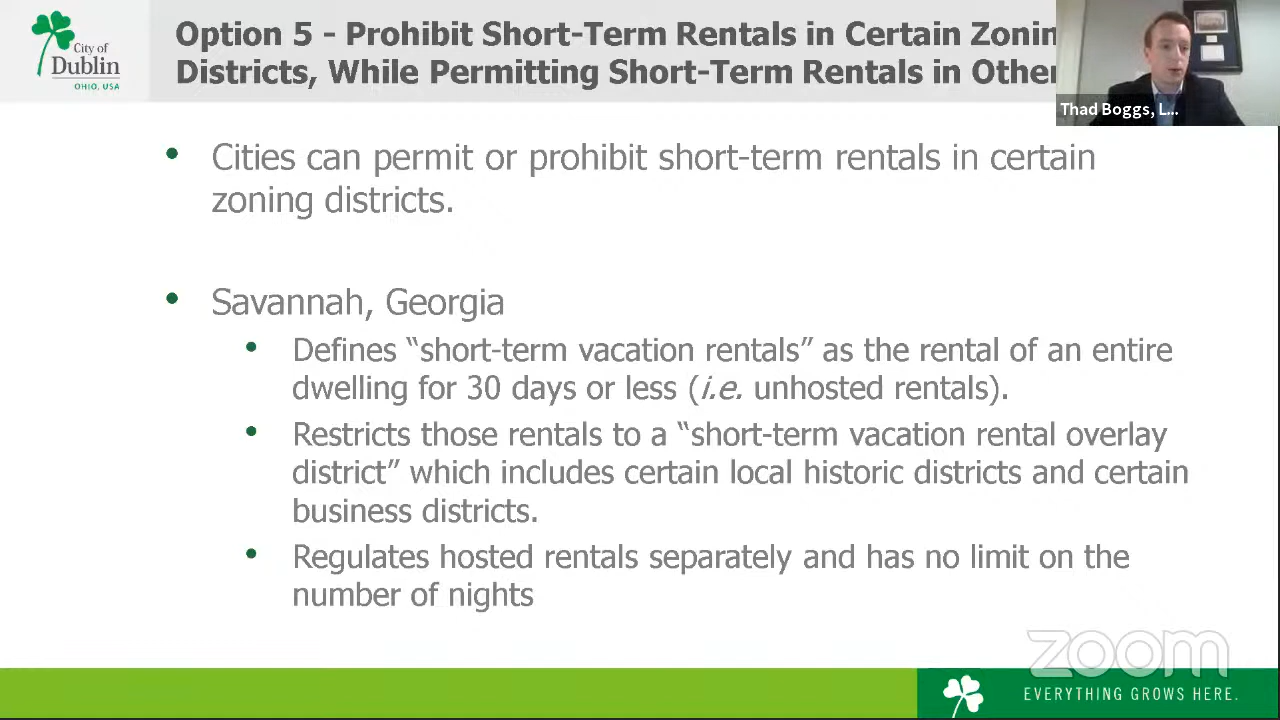 City of
Dublin
OHIO, USA
Option 5 - Prohibit Short-Term Rentals in Certain Zonin
Districts, While Permitting Short-Term Rentals in Other
Thad Boggs, L...
• Cities can permit or prohibit short-term rentals in certain
zoning districts.
• Savannah, Georgia
• Defines “short-term vacation rentals” as the rental of an entire
dwelling for 30 days or less (i.e. unhosted rentals).
• Restricts those rentals to a “short-term vacation rental overlay
district” which includes certain local historic districts and certain
business districts.
• Regulates hosted rentals separately and has no limit on the
number of nights
zoom
EVERYTHING GROWS HERE.